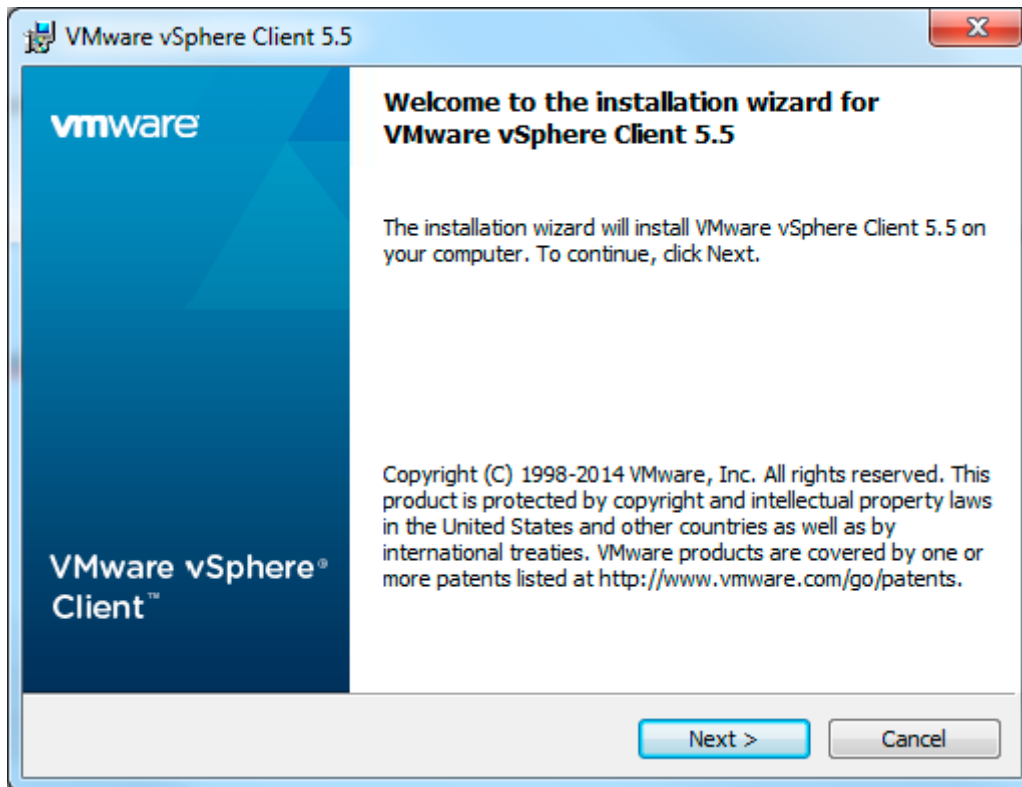 VMware vSphere Client 5.5
vmware
Welcome to the installation wizard for
VMware vSphere Client 5.5
The installation wizard will install VMware vSphere Client 5.5 on
your computer. To continue, click Next.
Copyright (C) 1998-2014 VMware, Inc. All rights reserved. This
product is protected by copyright and intellectual property laws
in the United States and other countries as well as by
international treaties. VMware products are covered by one or
more patents listed at http://www.vmware.com/go/patents.
VMware vSphere®
Client™
Next >
Cancel